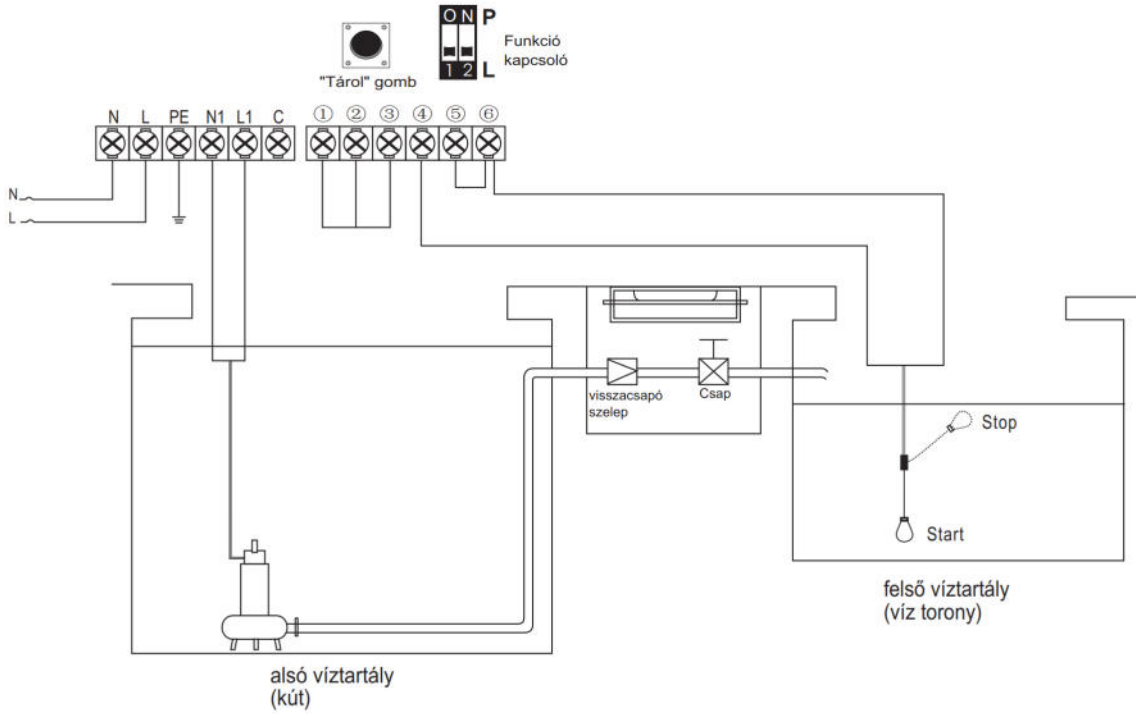 ON P
Funkció
kapcsoló
1 2 L
"Tárol" gomb
N L PE N1 L1 C ① ② ③ ④ ⑤ ⑥
N
L
visszacsapó
szelep
Csap
Stop
Start
felső víztartály
(víz torony)
alsó víztartály
(kút)